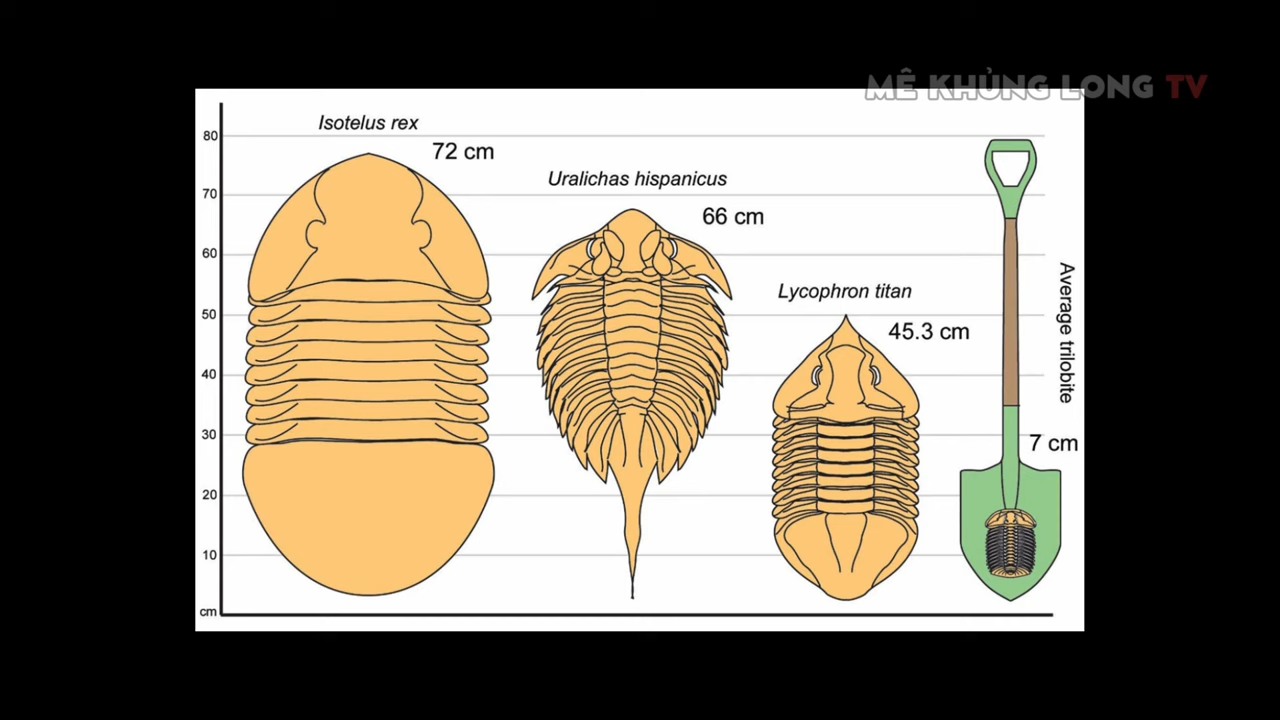 MÊ KHỦNG LONG TV
Isotelus rex
72 cm
Uralichas hispanicus
66 cm
Lycophron titan
45.3 cm
Average trilobite
7 cm
80
70
60
50
40
30
20
10
cm